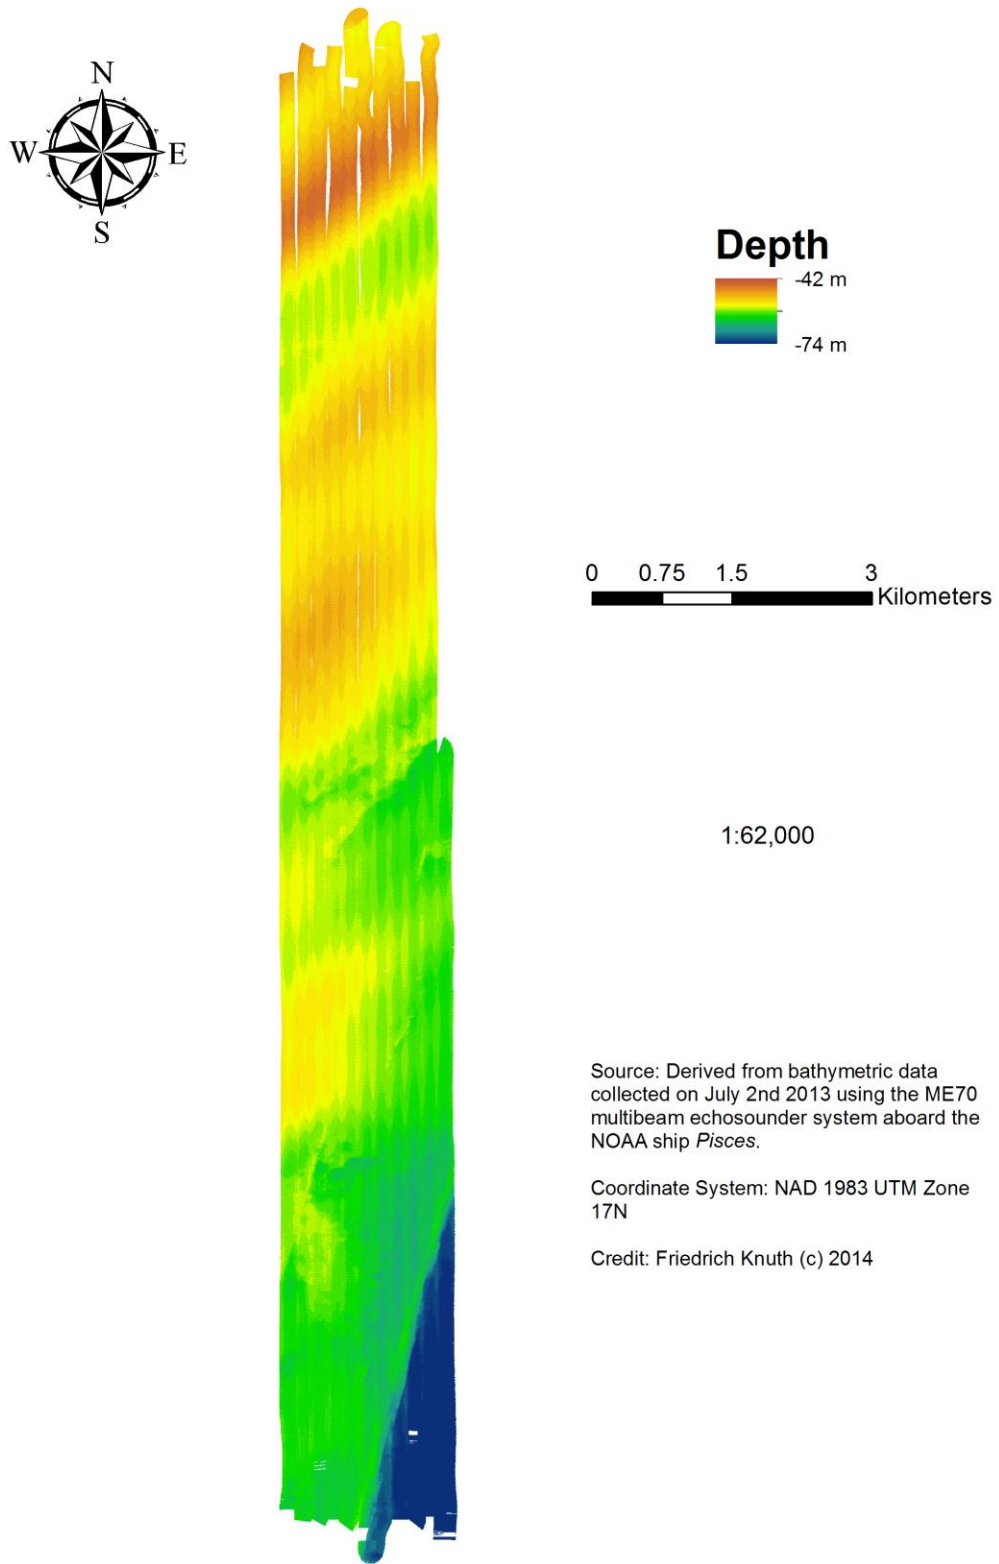 N
W E
S
Depth
-42 m
-74 m
0 0.75 1.5 3
Kilometers
1:62,000
Source: Derived from bathymetric data
collected on July 2nd 2013 using the ME70
multibeam echosounder system aboard the
NOAA ship Pisces.
Coordinate System: NAD 1983 UTM Zone
17N
Credit: Friedrich Knuth (c) 2014